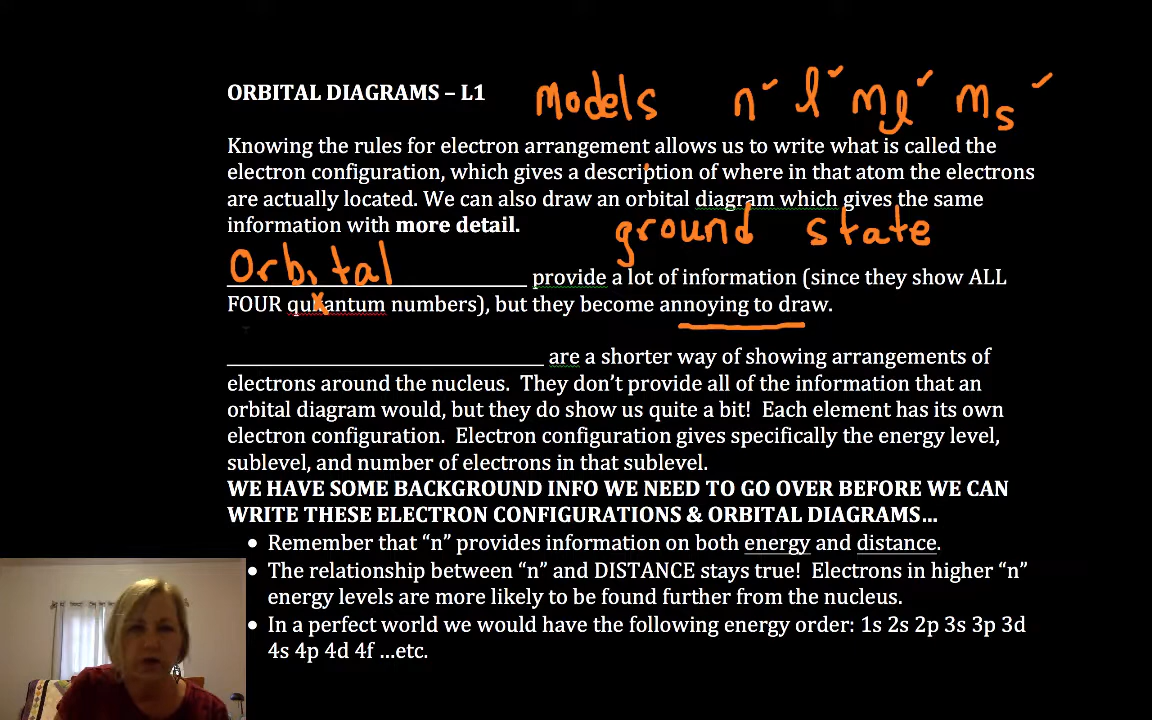 ORBITAL DIAGRAMS – L1 Models n l ml ms
Knowing the rules for electron arrangement allows us to write what is called the
electron configuration, which gives a description of where in that atom the electrons
are actually located. We can also draw an orbital diagram which gives the same
information with more detail. ground state
Orbital provide a lot of information (since they show ALL
FOUR quuantum numbers), but they become annoying to draw.
are a shorter way of showing arrangements of
electrons around the nucleus. They don’t provide all of the information that an
orbital diagram would, but they do show us quite a bit! Each element has its own
electron configuration. Electron configuration gives specifically the energy level,
sublevel, and number of electrons in that sublevel.
WE HAVE SOME BACKGROUND INFO WE NEED TO GO OVER BEFORE WE CAN
WRITE THESE ELECTRON CONFIGURATIONS & ORBITAL DIAGRAMS…
• Remember that “n” provides information on both energy and distance.
• The relationship between “n” and DISTANCE stays true! Electrons in higher “n”
energy levels are more likely to be found further from the nucleus.
• In a perfect world we would have the following energy order: 1s 2s 2p 3s 3p 3d
4s 4p 4d 4f …etc.